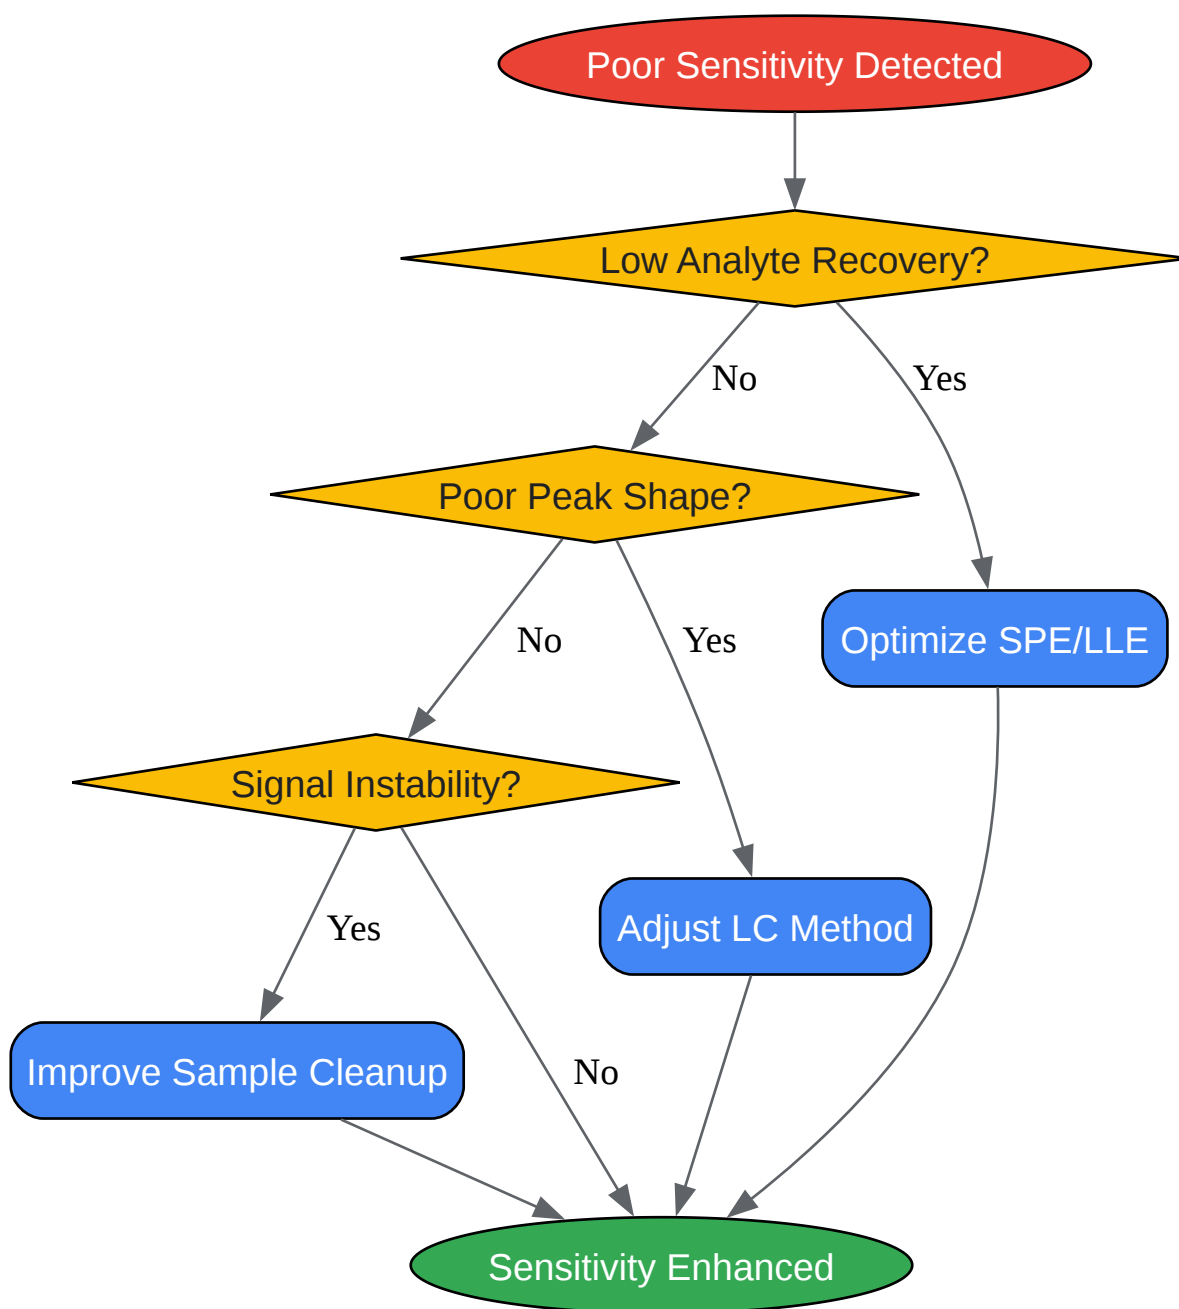 Poor Sensitivity Detected
Low Analyte Recovery?
No
Yes
Poor Peak Shape?
No
Yes
Optimize SPE/LLE
Signal Instability?
Yes
No
Adjust LC Method
Improve Sample Cleanup
Sensitivity Enhanced